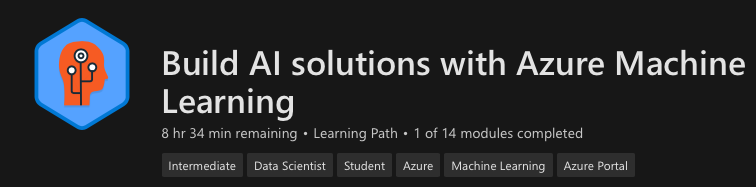 Build AI solutions with Azure Machine
Learning
8 hr 34 min remaining • Learning Path • 1 of 14 modules completed
Intermediate Data Scientist Student Azure Machine Learning Azure Portal